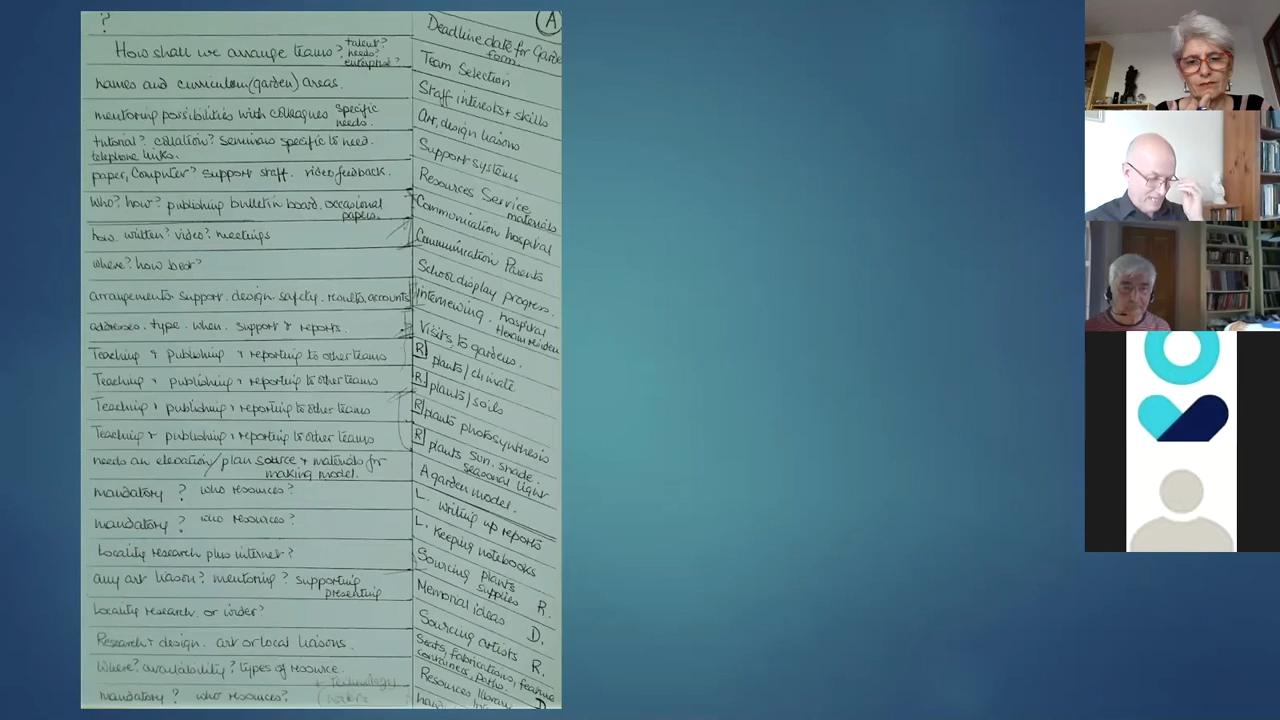 ?
How shall we arrange teams? talent? needs? enterprise?
names and curriculum (garden) areas.
mentoring possibilities with colleagues specific needs.
tutorial? collation? seminars specific to need.
telephone links.
paper, Computer? support staff. video feedback.
who? how? publishing bulletin board. occasional papers.
how. written? video? meetings
where? how best?
arrangements. support. design. safety. results. accounts
addresses. type. when. support & reports.
Teaching & publishing & reporting to other teams
Teaching & publishing & reporting to other teams
Teaching & publishing & reporting to other teams
Teaching & publishing & reporting to other teams
needs an elevation/plan source & materials for
making model.
mandatory ? who resources?
mandatory ? who resources?
Locality research plus internet?
any art liason? mentoring? supporting
presenting
Locality research. or wider?
Research & design. art or local liaisons.
Where? availability? types of resource.
+ Technology
mandatory ? who resources?
A
Deadline date for Garde
form.
Team Selection
Staff interests + skills
Art, design liaisons
Support systems
Resources Service,
materials
Communication hospital
Communication Parents
School display progress.
Interviewing. hospital
Visits to gardens.
R plants/climate
R plants/soils
R plants photosynthesis
R plants sun. shade.
seasonal light
A garden model.
L. writing up reports
L. keeping notebooks
Sourcing plants
supplies R.
Memorial ideas D.
Sourcing artists R.
Seats, fabrications, feature
containers, paths.
Resources, library
D